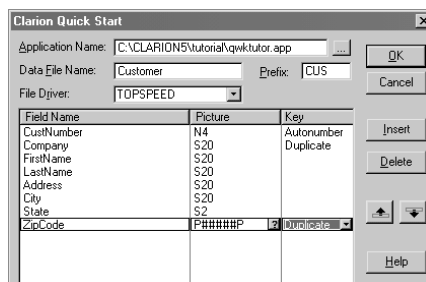 Clarion Quick Start
Application Name: C:\CLARION5\tutorial\qwktutor.app ...
OK
Data File Name: Customer Prefix: CUS
Cancel
File Driver: TOPSPEED
Field Name Picture Key
CustNumber N4 Autonumber
Insert
Company S20 Duplicate
FirstName S20
LastName S20
Delete
Address S20
City S20
State S2
ZipCode P#####P ? Duplicate
Help